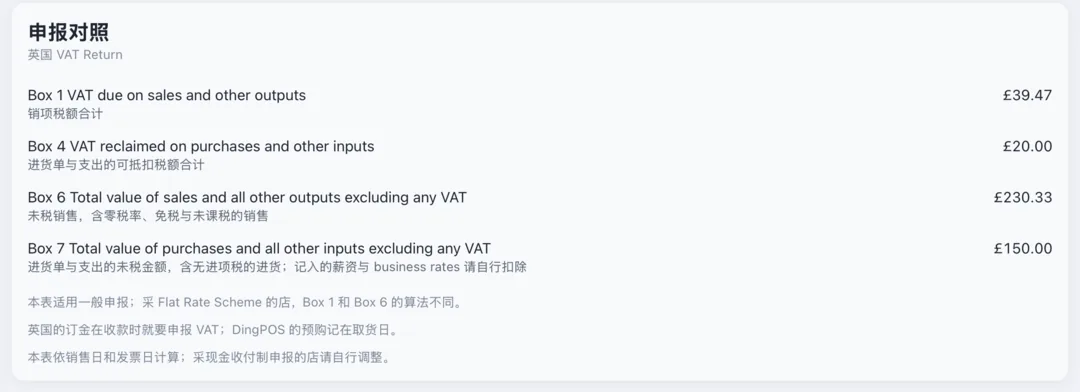 申报对照
英国 VAT Return
Box 1 VAT due on sales and other outputs £39.47
销项税额合计
Box 4 VAT reclaimed on purchases and other inputs £20.00
进货单与支出的可抵扣税额合计
Box 6 Total value of sales and all other outputs excluding any VAT £230.33
未税销售，含零税率、免税与未课税的销售
Box 7 Total value of purchases and all other inputs excluding any VAT £150.00
进货单与支出的未税金额，含无进项税的进货；记入的薪资与 business rates 请自行扣除
本表适用一般申报；采 Flat Rate Scheme 的店，Box 1 和 Box 6 的算法不同。
英国的订金在收款时就要申报 VAT；DingPOS 的预购记在取货日。
本表依销售日和发票日计算；采现金收付制申报的店请自行调整。